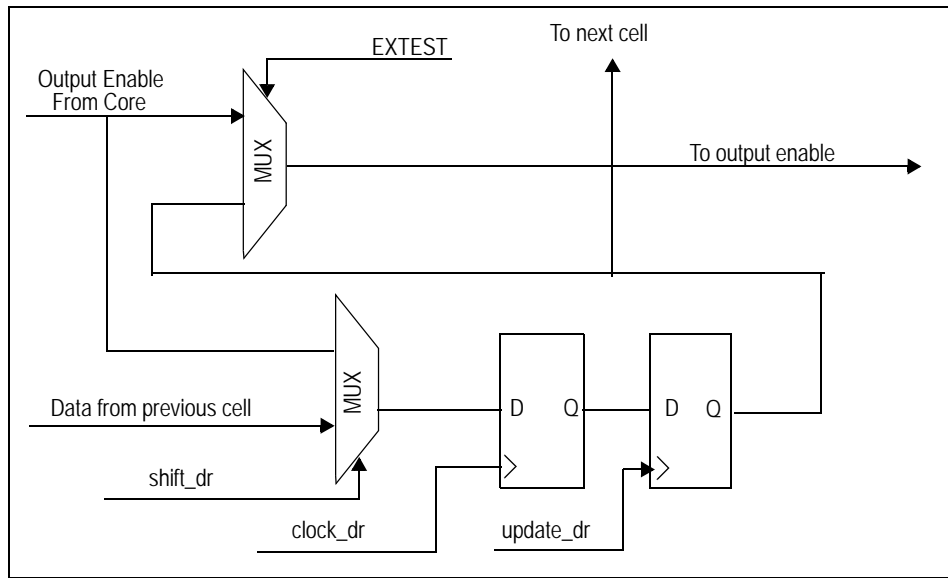 To next cell
EXTEST
Output Enable
From Core
MUX
To output enable
MUX
D Q
D Q
Data from previous cell
shift_dr
clock_dr
update_dr